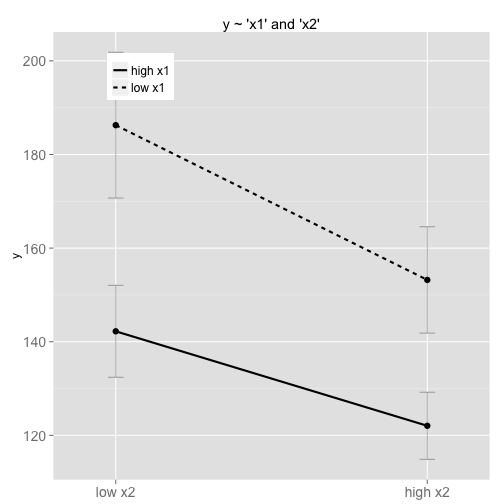 y ~ 'x1' and 'x2'
200
high x1
low x1
180
y
160
140
120
low x2
high x2